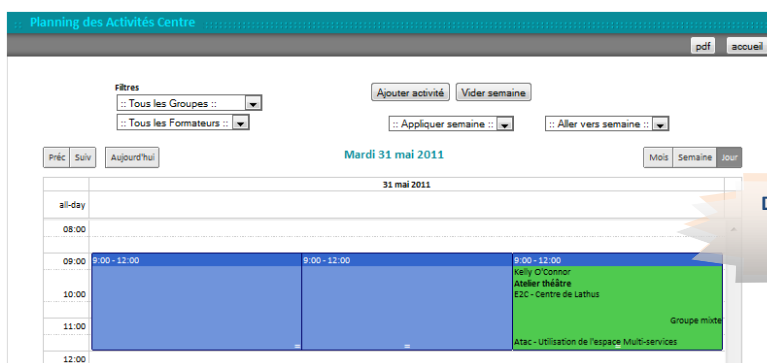 Planning des Activités Centre
pdf accueil
Filtres
:: Tous les Groupes ::
:: Tous les Formateurs ::
Ajouter activité Vider semaine
:: Appliquer semaine :: :: Aller vers semaine ::
Préc Suiv Aujourd'hui
Mardi 31 mai 2011
Mois Semaine Jour
31 mai 2011
all-day
08:00
09:00
10:00
11:00
12:00
9:00 - 12:00
9:00 - 12:00
9:00 - 12:00
Kelly O'Connor
Atelier théâtre
E2C - Centre de Lathus
Groupe mixte
Atac - Utilisation de l'espace Multi-services
D